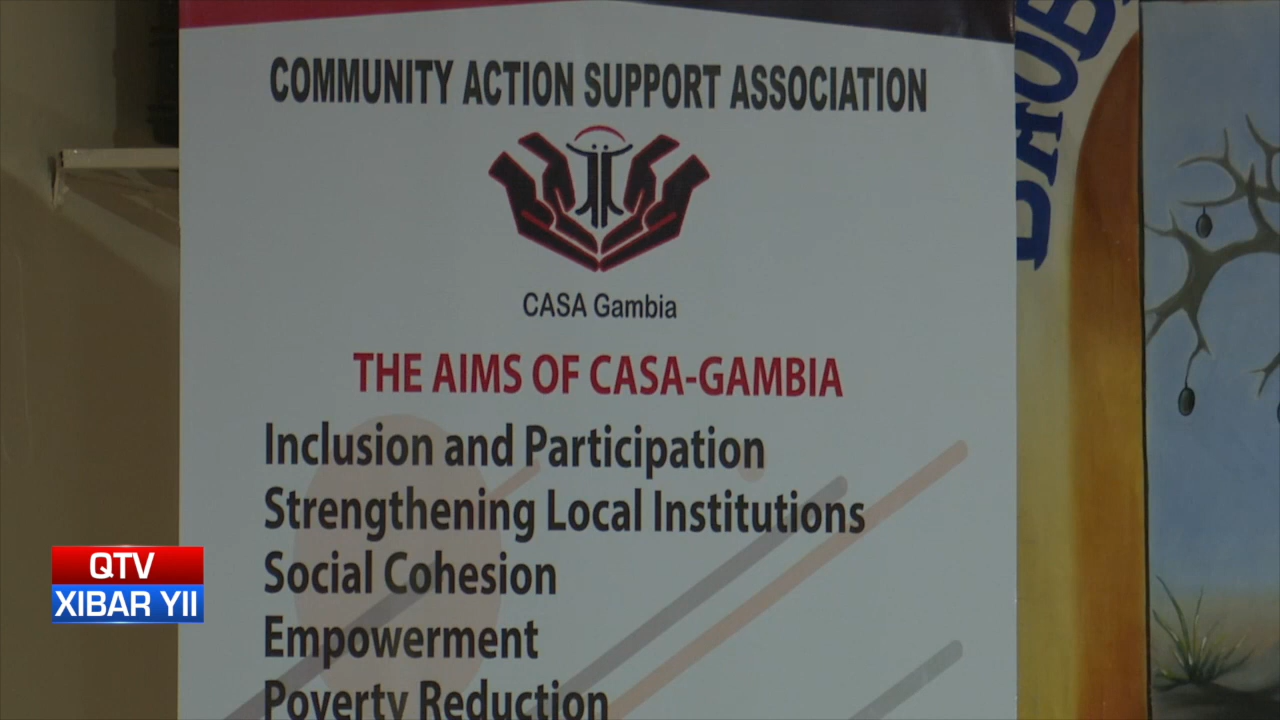 COMMUNITY ACTION SUPPORT ASSOCIATION
CASA Gambia
THE AIMS OF CASA-GAMBIA
Inclusion and Participation
Strengthening Local Institutions
Social Cohesion
Empowerment
Poverty Reduction
QTV
XIBAR YII